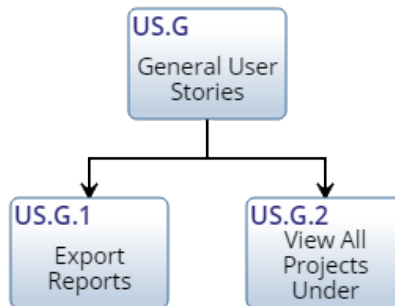 US.G
General User
Stories
US.G.1
Export
Reports
US.G.2
View All
Projects
Under